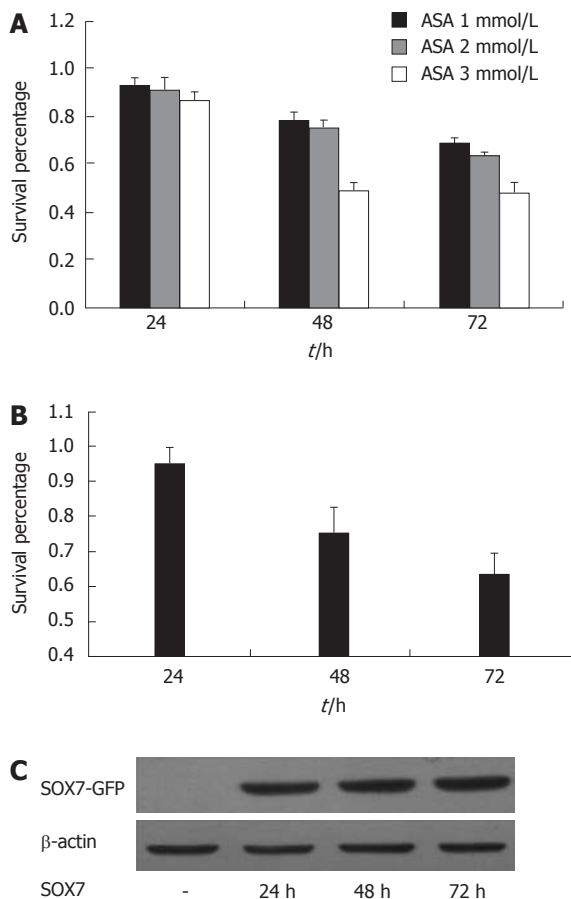 A
ASA 1 mmol/L
ASA 2 mmol/L
ASA 3 mmol/L
Survival percentage
1.2
1.0
0.8
0.6
0.4
0.2
0.0
24 48 72
t/h
B
Survival percentage
1.1
1.0
0.9
0.8
0.7
0.6
0.5
0.4
24 48 72
t/h
C
SOX7-GFP
β-actin
SOX7 - 24 h 48 h 72 h